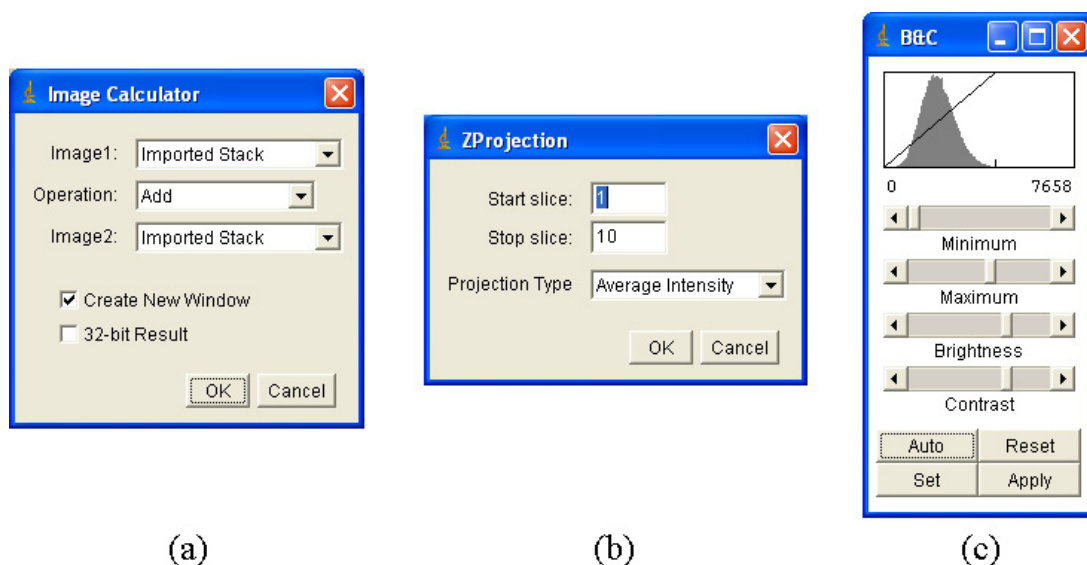 Image Calculator
Image1: Imported Stack
Operation: Add
Image2: Imported Stack
Create New Window
32-bit Result
OK Cancel
(a)
ZProjection
Start slice: 1
Stop slice: 10
Projection Type Average Intensity
OK Cancel
(b)
B&C
0 7658
Minimum
Maximum
Brightness
Contrast
Auto Reset
Set Apply
(c)